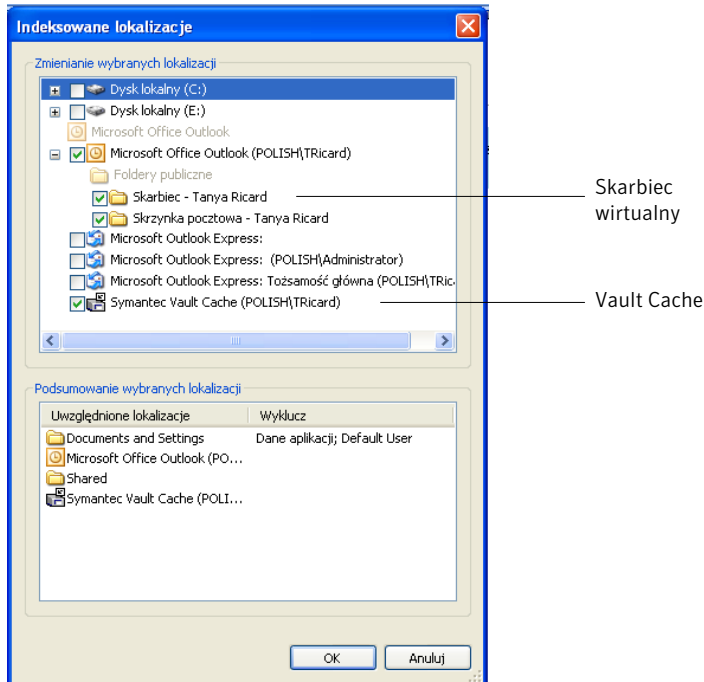 Indeksowane lokalizacje
Zmienianie wybranych lokalizacji
Dysk lokalny (C:)
Dysk lokalny (E:)
Microsoft Office Outlook
Microsoft Office Outlook (POLISH\TRicard)
Foldery publiczne
Skarbiec - Tanya Ricard
Skrzynka pocztowa - Tanya Ricard
Microsoft Outlook Express:
Microsoft Outlook Express: (POLISH\Administrator)
Microsoft Outlook Express: Tożsamość główna (POLISH\TRic
Symantec Vault Cache (POLISH\TRicard)
Skarbiec
wirtualny
Vault Cache
Podsumowanie wybranych lokalizacji
Uwzględnione lokalizacje Wyklucz
Documents and Settings Dane aplikacji; Default User
Microsoft Office Outlook (PO...
Shared
Symantec Vault Cache (POLI...
OK Anuluj